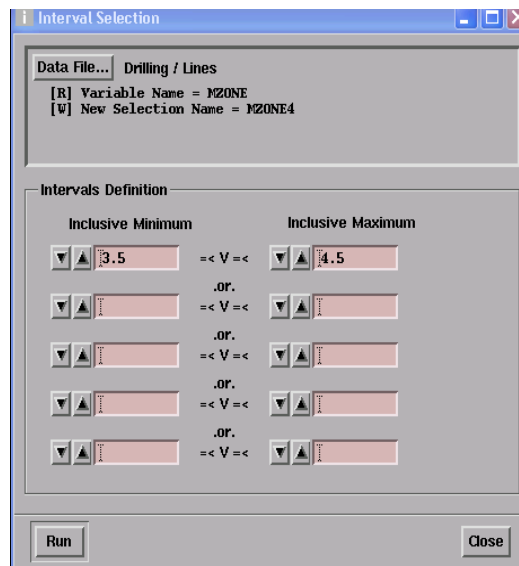 i Interval Selection
Data File... Drilling / Lines
[R] Variable Name = MZONE
[W] New Selection Name = MZONE4
Intervals Definition
Inclusive Minimum Inclusive Maximum
3.5 =< V =< 4.5
.or.
=< V =<
.or.
=< V =<
.or.
=< V =<
.or.
=< V =<
Run Close